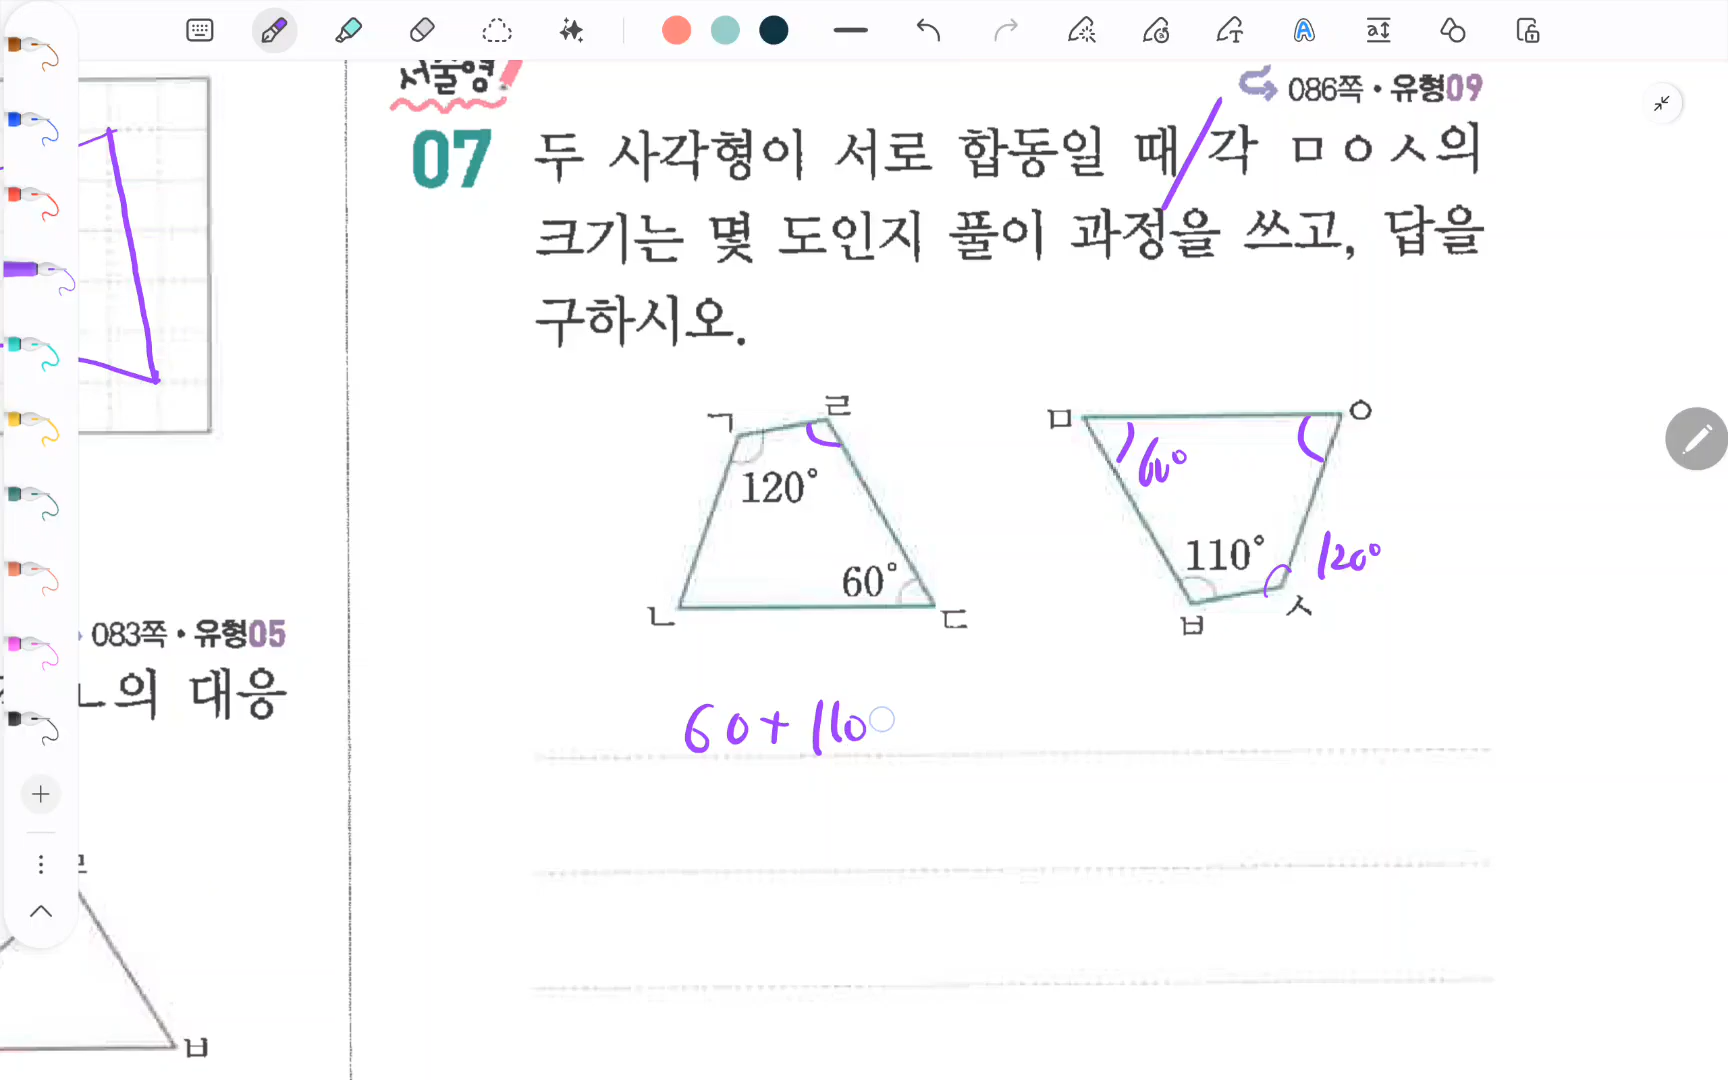 서술형!
086쪽·유형09
07 두 사각형이 서로 합동일 때 각 ㅁㅇㅅ의
크기는 몇 도인지 풀이 과정을 쓰고, 답을
구하시오.
ㄱ ㄹ ㅁ ㅇ
120° 60°
60° 110° 120°
ㄴ ㄷ ㅂ ㅅ
083쪽·유형05
ㄴ의 대응
60+110
ㅂ